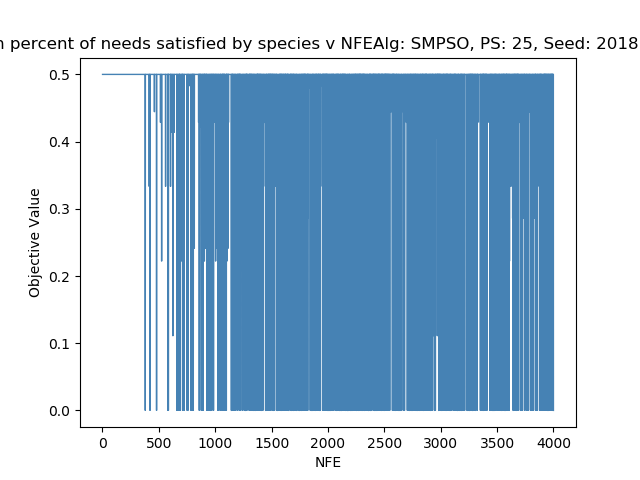 n percent of needs satisfied by species v NFEAlg: SMPSO, PS: 25, Seed: 2018
0.5
0.4
0.3
0.2
0.1
0.0
Objective Value
0 500 1000 1500 2000 2500 3000 3500 4000
NFE